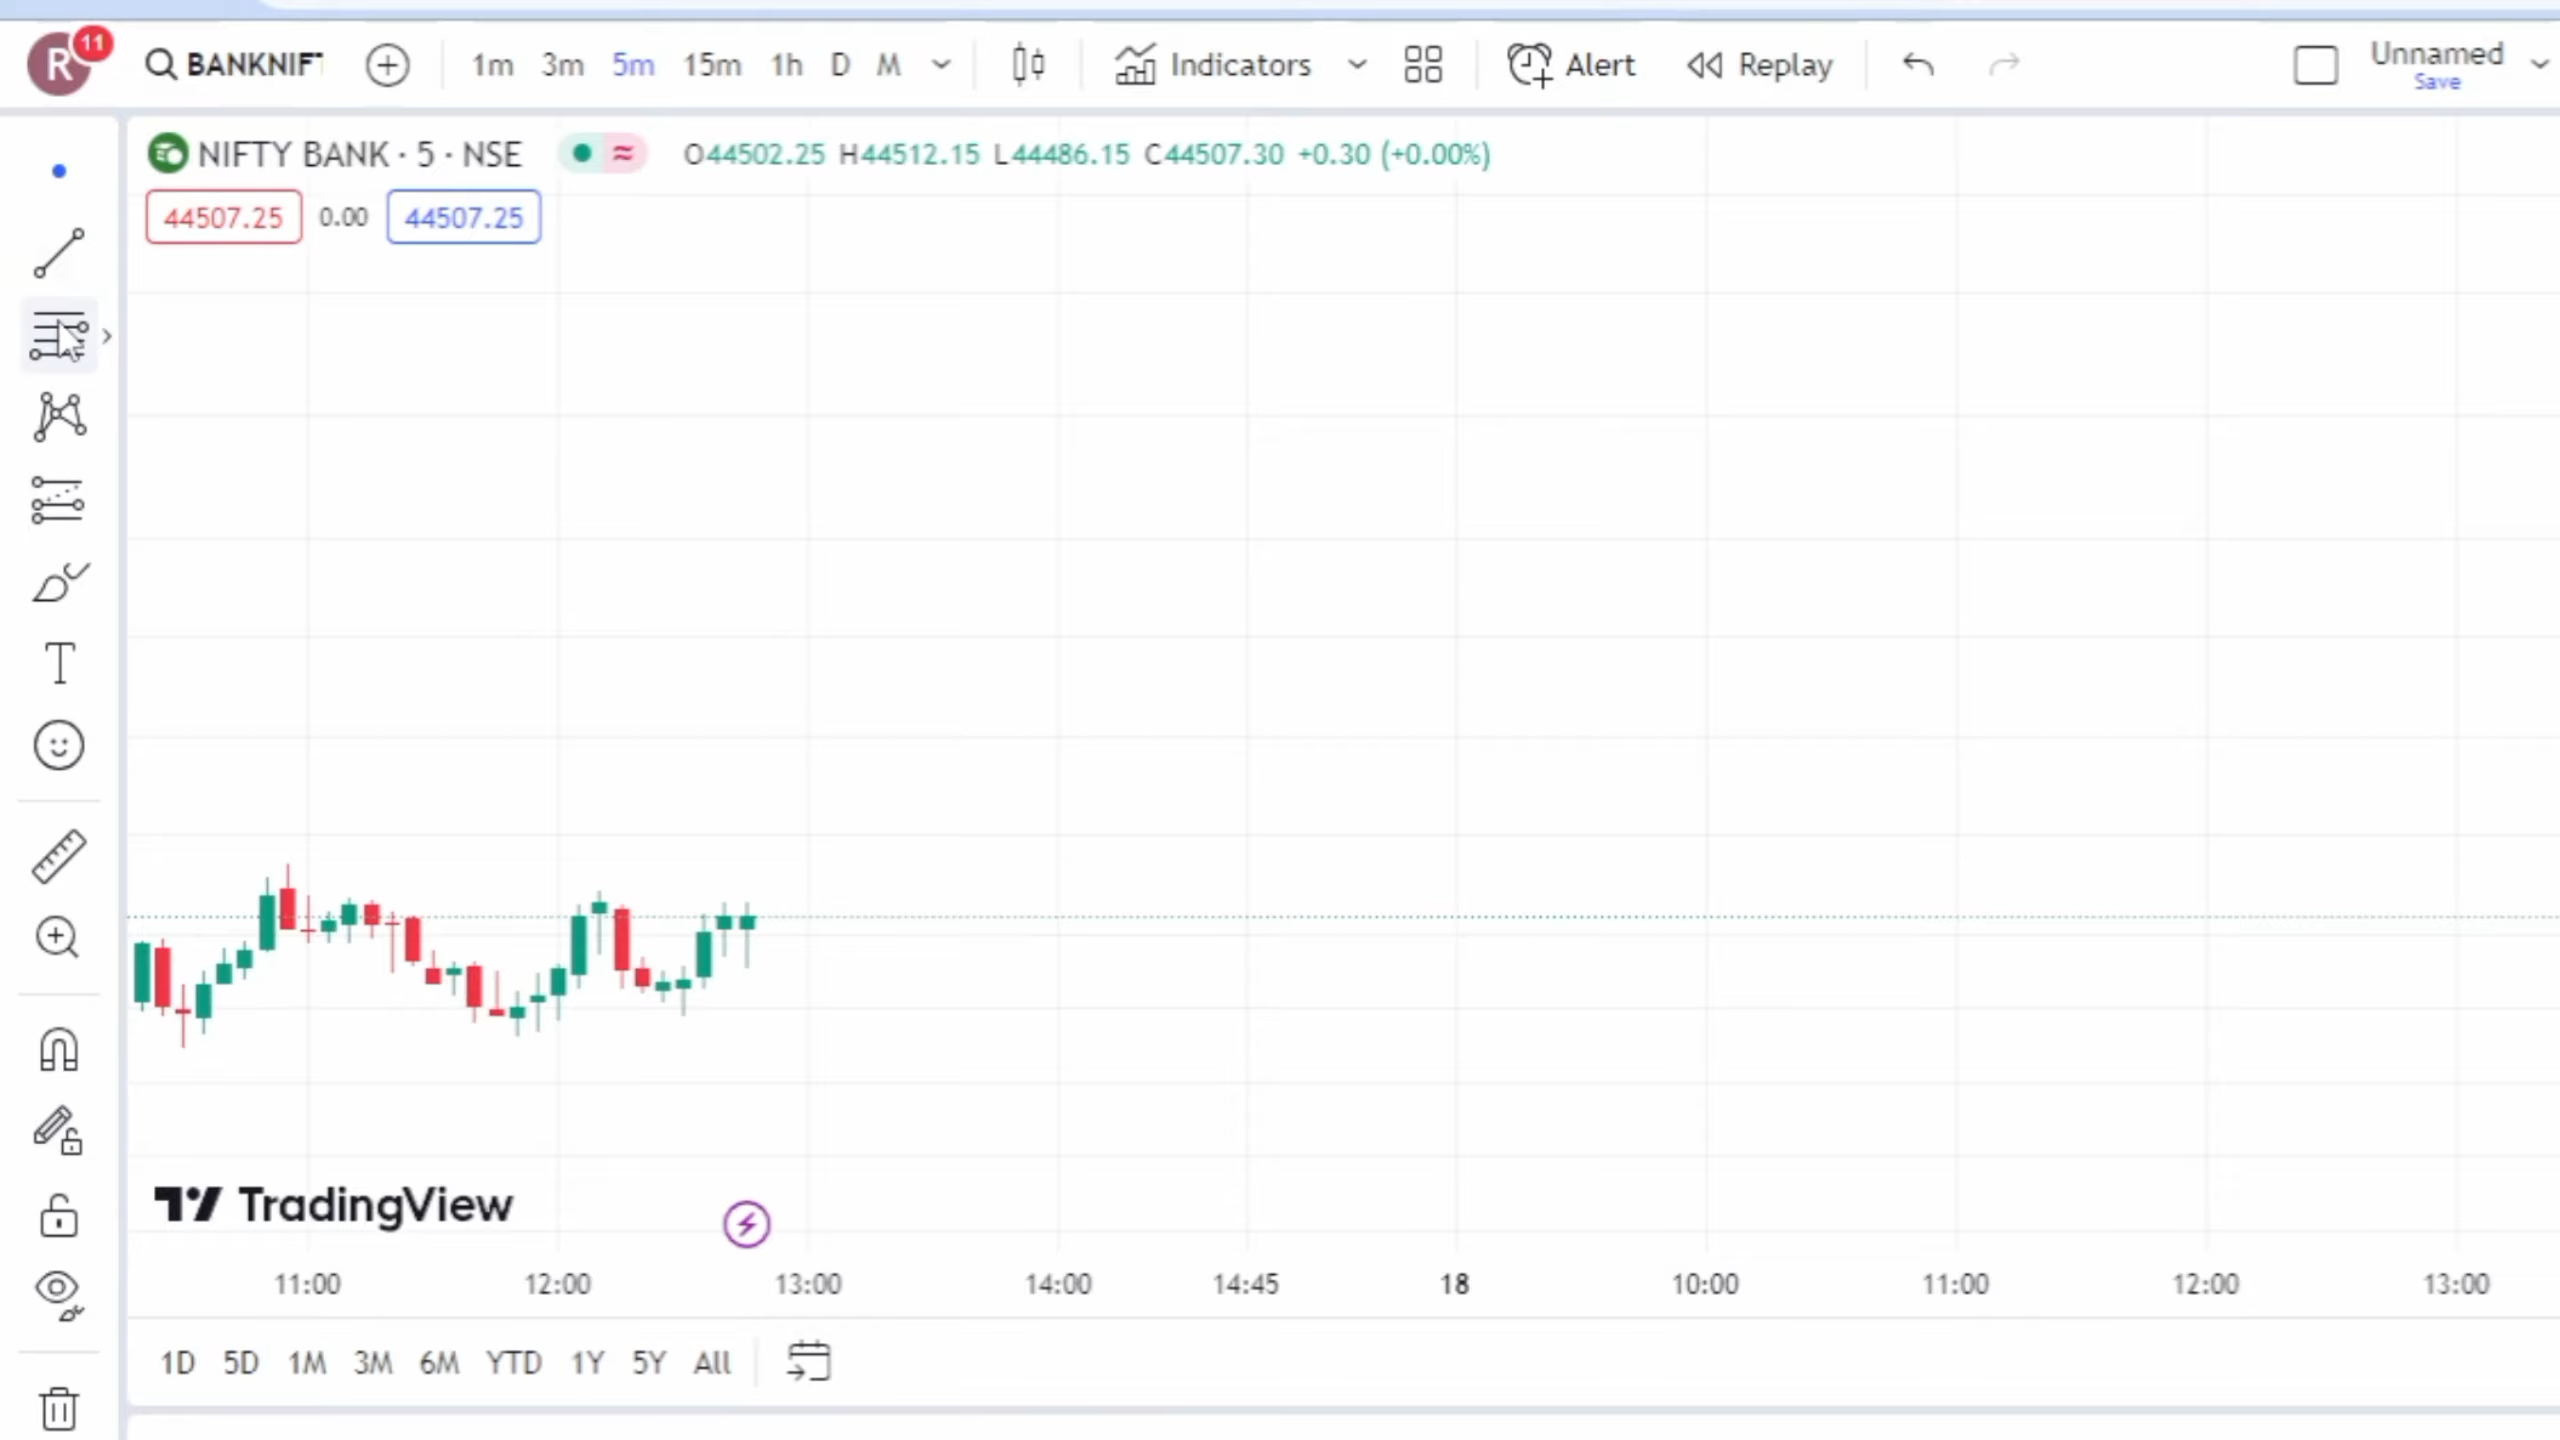 R 11 BANKNIF 1m 3m 5m 15m 1h D M Indicators Alert Replay Unnamed
Save
NIFTY BANK · 5 · NSE O44502.25 H44512.15 L44486.15 C44507.30 +0.30 (+0.00%)
44507.25 0.00 44507.25
TradingView
11:00 12:00 13:00 14:00 14:45 18 10:00 11:00 12:00 13:00
1D 5D 1M 3M 6M YTD 1Y 5Y All